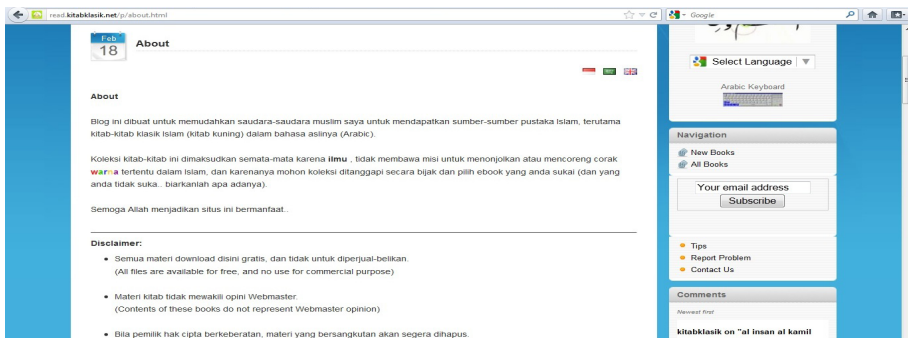 read.kitabklasik.net/p/about.html
Google
Feb
18
About
About
Blog ini dibuat untuk memudahkan saudara-saudara muslim saya untuk mendapatkan sumber-sumber pustaka Islam, terutama
kitab-kitab klasik Islam (kitab kuning) dalam bahasa aslinya (Arabic).
Koleksi kitab-kitab ini dimaksudkan semata-mata karena ilmu , tidak membawa misi untuk menonjolkan atau mencoreng corak
warna tertentu dalam Islam, dan karenanya mohon koleksi ditanggapi secara bijak dan pilih ebook yang anda sukai (dan yang
anda tidak suka.. biarkanlah apa adanya).
Semoga Allah menjadikan situs ini bermanfaat..
Disclaimer:
Semua materi download disini gratis, dan tidak untuk diperjual-belikan.
(All files are available for free, and no use for commercial purpose)
Materi kitab tidak mewakili opini Webmaster.
(Contents of these books do not represent Webmaster opinion)
Bila pemilik hak cipta berkeberatan, materi yang bersangkutan akan segera dihapus.
Select Language
Arabic Keyboard
Navigation
New Books
All Books
Your email address
Subscribe
Tips
Report Problem
Contact Us
Comments
Newest first
kitabklasik on "al insan al kamil